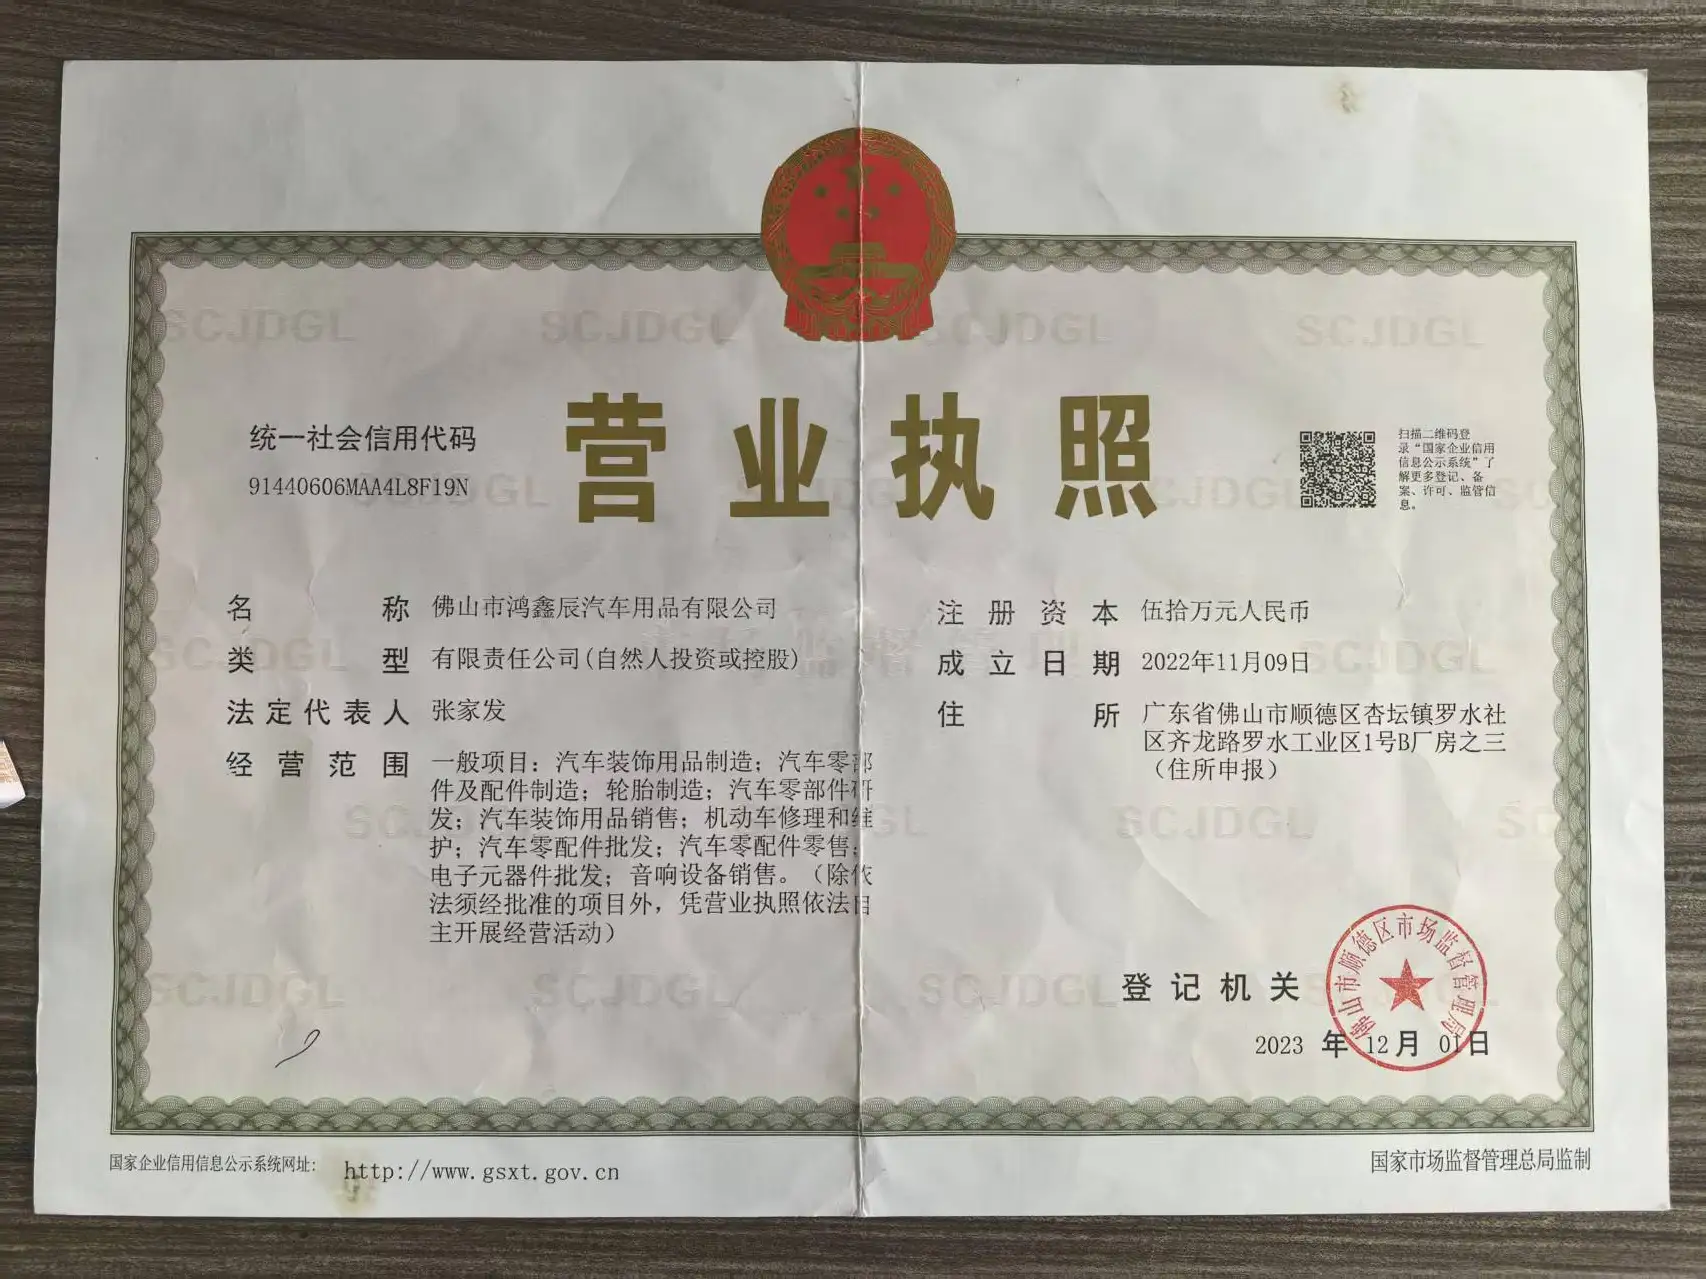 营业执照
统一社会信用代码
91440606MAA4L8F19N
扫描二维码登
录“国家企业信用
信息公示系统”了
解更多登记、备
案、许可、监管信
息。
名称 佛山市鸿鑫辰汽车用品有限公司
类型 有限责任公司(自然人投资或控股)
法定代表人 张家发
经营范围 一般项目：汽车装饰用品制造；汽车零部
件及配件制造；轮胎制造；汽车零部件研
发；汽车装饰用品销售；机动车修理和维
护；汽车零配件批发；汽车零配件零售；
电子元器件批发；音响设备销售。（除依
法须经批准的项目外，凭营业执照依法自
主开展经营活动）
注册资本 伍拾万元人民币
成立日期 2022年11月09日
住所 广东省佛山市顺德区杏坛镇罗水社
区齐龙路罗水工业区1号B厂房之三
（住所申报）
登记机关
佛山市顺德区市场监督管理局
2023 年 12 月 01 日
国家企业信用信息公示系统网址：
http://www.gsxt.gov.cn
国家市场监督管理总局监制
SCJDGL